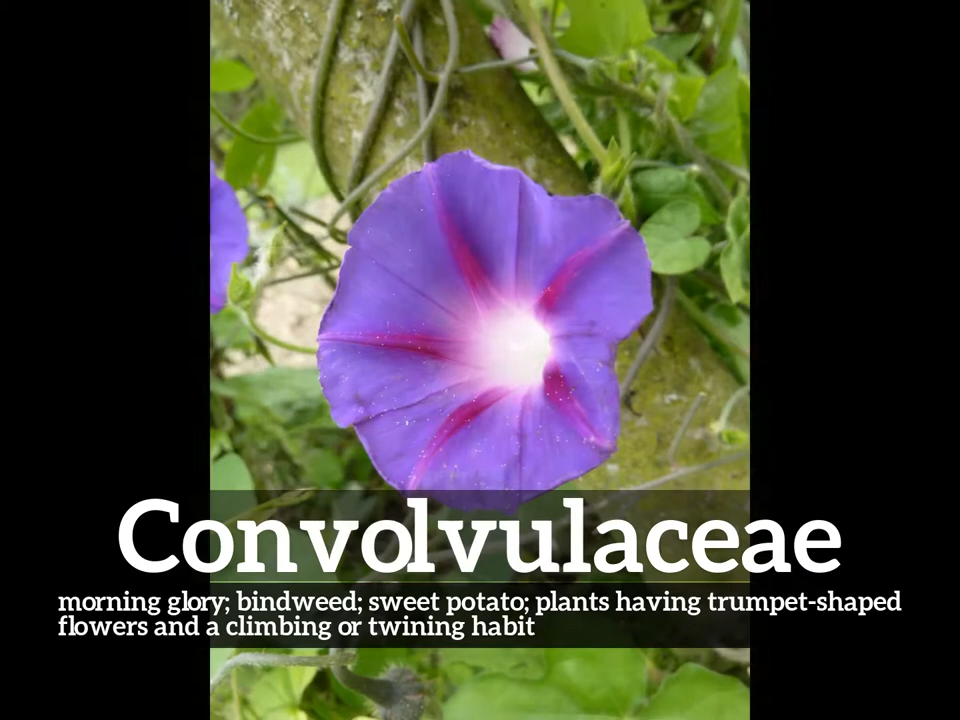 Convolvulaceae
morning glory; bindweed; sweet potato; plants having trumpet-shaped
flowers and a climbing or twining habit